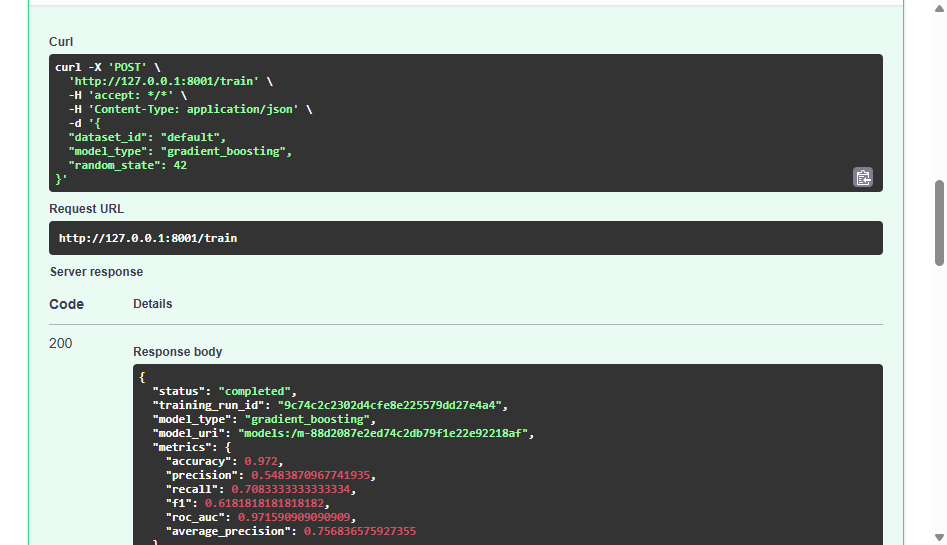 Curl
curl -X 'POST' \
  'http://127.0.0.1:8001/train' \
  -H 'accept: */*' \
  -H 'Content-Type: application/json' \
  -d '{
  "dataset_id": "default",
  "model_type": "gradient_boosting",
  "random_state": 42
}'
Request URL
http://127.0.0.1:8001/train
Server response
Code Details
200
Response body
{
  "status": "completed",
  "training_run_id": "9c74c2c2302d4cfe8e225579dd27e4a4",
  "model_type": "gradient_boosting",
  "model_uri": "models:/m-88d2087e2ed74c2db79f1e22e92218af",
  "metrics": {
    "accuracy": 0.972,
    "precision": 0.5483870967741935,
    "recall": 0.7083333333333334,
    "f1": 0.6181818181818182,
    "roc_auc": 0.971590909090909,
    "average_precision": 0.756836575927355
  }